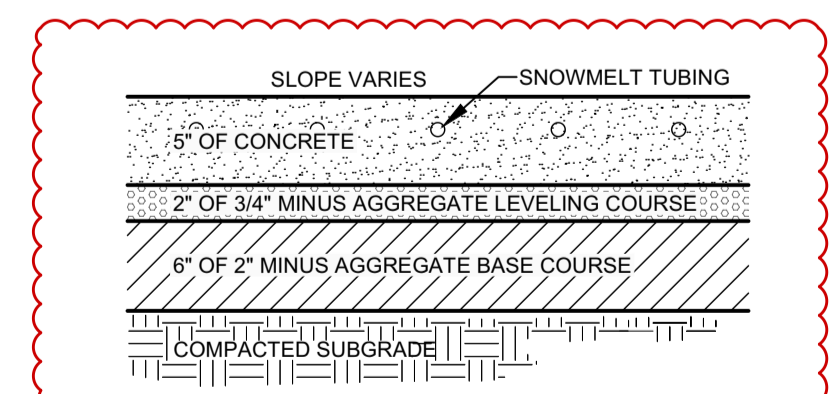 SLOPE VARIES
SNOWMELT TUBING
5" OF CONCRETE
2" OF 3/4" MINUS AGGREGATE LEVELING COURSE
6" OF 2" MINUS AGGREGATE BASE COURSE
COMPACTED SUBGRADE